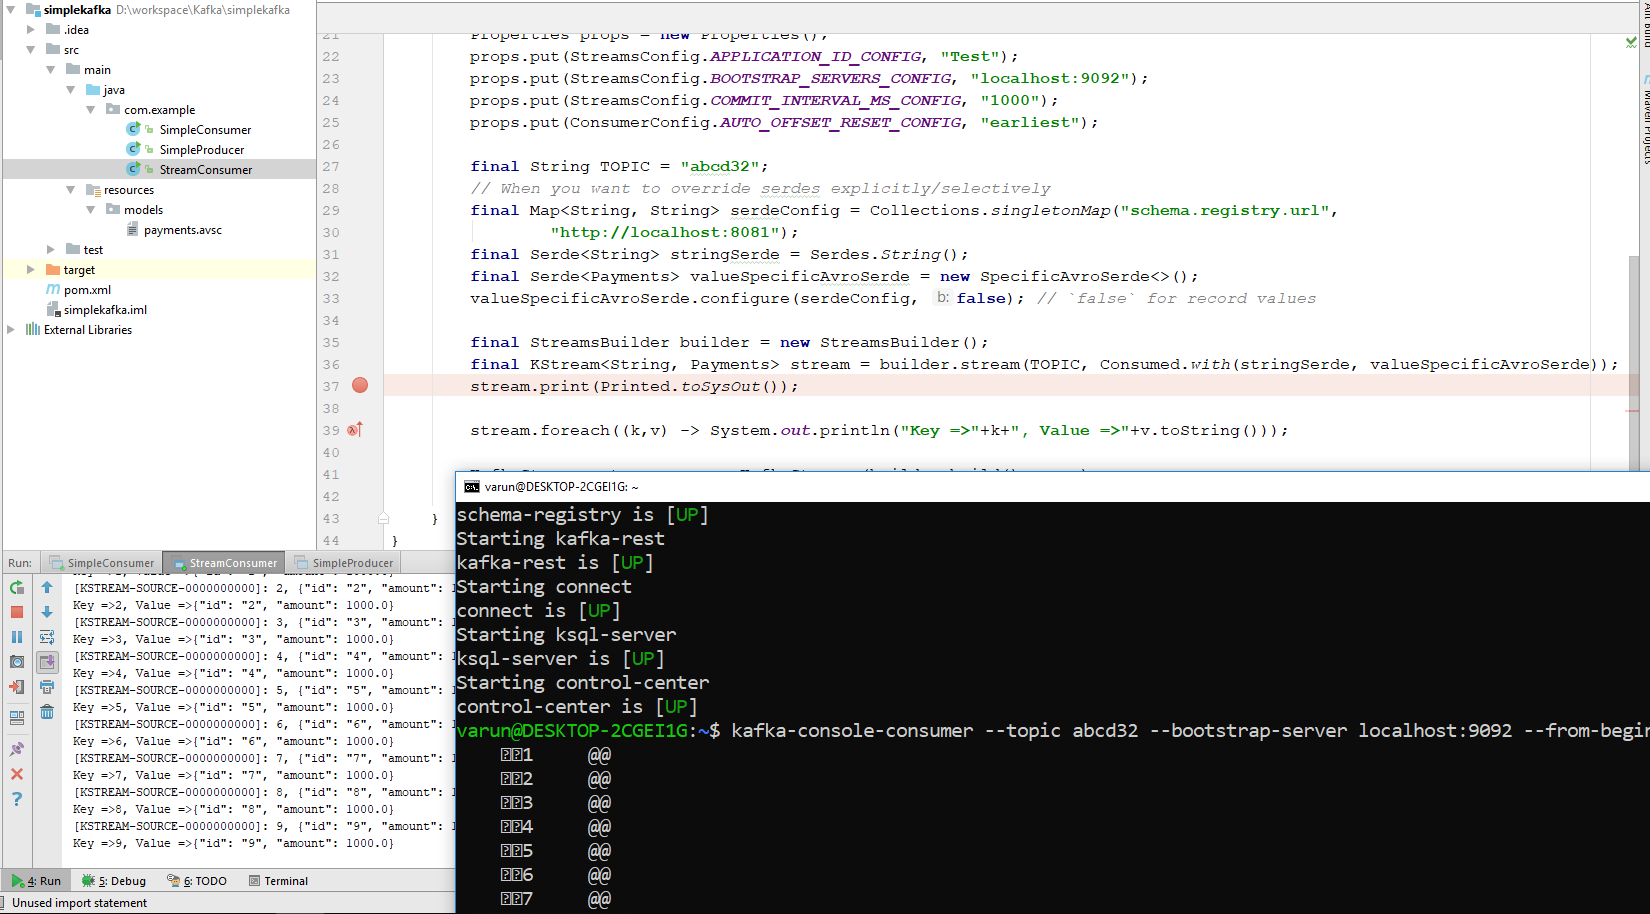 simplekafka D:\workspace\Kafka\simplekafka
.idea
src
main
java
com.example
SimpleConsumer
SimpleProducer
StreamConsumer
resources
models
payments.avsc
test
target
pom.xml
simplekafka.iml
External Libraries
21 Properties props = new Properties();
22 props.put(StreamsConfig.APPLICATION_ID_CONFIG, "Test");
23 props.put(StreamsConfig.BOOTSTRAP_SERVERS_CONFIG, "localhost:9092");
24 props.put(StreamsConfig.COMMIT_INTERVAL_MS_CONFIG, "1000");
25 props.put(ConsumerConfig.AUTO_OFFSET_RESET_CONFIG, "earliest");
26
27 final String TOPIC = "abcd32";
28 // When you want to override serdes explicitly/selectively
29 final Map<String, String> serdeConfig = Collections.singletonMap("schema.registry.url",
30 "http://localhost:8081");
31 final Serde<String> stringSerde = Serdes.String();
32 final Serde<Payments> valueSpecificAvroSerde = new SpecificAvroSerde<>();
33 valueSpecificAvroSerde.configure(serdeConfig, b: false); // `false` for record values
34
35 final StreamsBuilder builder = new StreamsBuilder();
36 final KStream<String, Payments> stream = builder.stream(TOPIC, Consumed.with(stringSerde, valueSpecificAvroSerde));
37 stream.print(Printed.toSysOut());
38
39 stream.foreach((k,v) -> System.out.println("Key =>"+k+", Value =>"+v.toString()));
40
41
42
43 }
44 }
Maven Projects
Run: SimpleConsumer StreamConsumer SimpleProducer
[KSTREAM-SOURCE-0000000000]: 2, {"id": "2", "amount":
Key =>2, Value =>{"id": "2", "amount": 1000.0}
[KSTREAM-SOURCE-0000000000]: 3, {"id": "3", "amount":
Key =>3, Value =>{"id": "3", "amount": 1000.0}
[KSTREAM-SOURCE-0000000000]: 4, {"id": "4", "amount":
Key =>4, Value =>{"id": "4", "amount": 1000.0}
[KSTREAM-SOURCE-0000000000]: 5, {"id": "5", "amount":
Key =>5, Value =>{"id": "5", "amount": 1000.0}
[KSTREAM-SOURCE-0000000000]: 6, {"id": "6", "amount":
Key =>6, Value =>{"id": "6", "amount": 1000.0}
[KSTREAM-SOURCE-0000000000]: 7, {"id": "7", "amount":
Key =>7, Value =>{"id": "7", "amount": 1000.0}
[KSTREAM-SOURCE-0000000000]: 8, {"id": "8", "amount":
Key =>8, Value =>{"id": "8", "amount": 1000.0}
[KSTREAM-SOURCE-0000000000]: 9, {"id": "9", "amount":
Key =>9, Value =>{"id": "9", "amount": 1000.0}
4: Run 5: Debug 6: TODO Terminal
Unused import statement
varun@DESKTOP-2CGEI1G: ~
schema-registry is [UP]
Starting kafka-rest
kafka-rest is [UP]
Starting connect
connect is [UP]
Starting ksql-server
ksql-server is [UP]
Starting control-center
control-center is [UP]
varun@DESKTOP-2CGEI1G:~$ kafka-console-consumer --topic abcd32 --bootstrap-server localhost:9092 --from-begin
1 @@
2 @@
3 @@
4 @@
5 @@
6 @@
7 @@